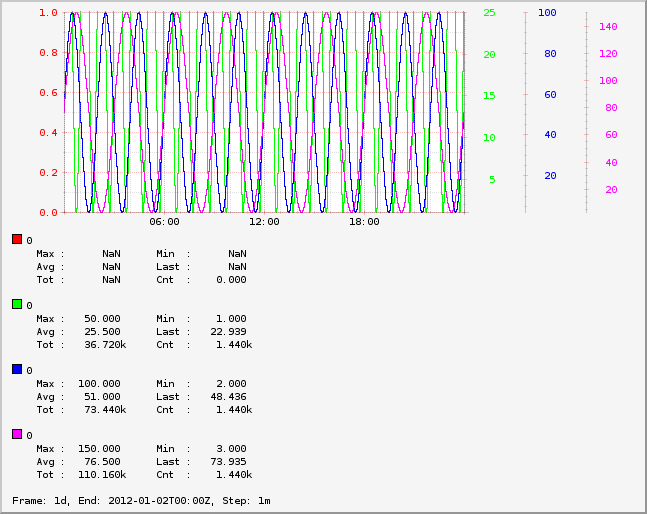 1.0 25 100
140
0.8 20 80 120
100
0.6 15 60
80
0.4 10 40 60
40
0.2 5 20
20
0.0
06:00 12:00 18:00
0
Max : NaN Min : NaN
Avg : NaN Last : NaN
Tot : NaN Cnt : 0.000
0
Max : 50.000 Min : 1.000
Avg : 25.500 Last : 22.939
Tot : 36.720k Cnt : 1.440k
0
Max : 100.000 Min : 2.000
Avg : 51.000 Last : 48.436
Tot : 73.440k Cnt : 1.440k
0
Max : 150.000 Min : 3.000
Avg : 76.500 Last : 73.935
Tot : 110.160k Cnt : 1.440k
Frame: 1d, End: 2012-01-02T00:00Z, Step: 1m